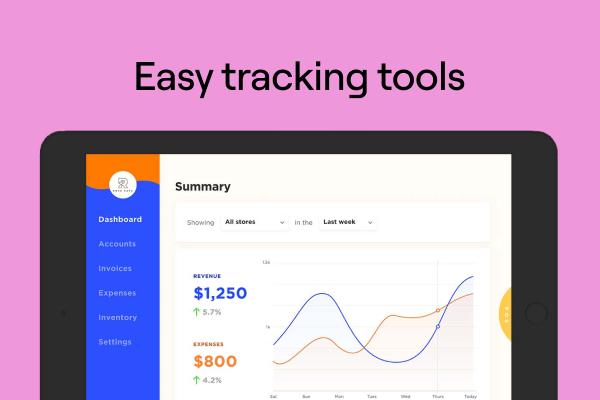 Easy tracking tools
Summary
Dashboard
Accounts
Invoices
Expenses
Inventory
Settings
Showing All stores in the Last week
REVENUE
$1,250
5.7%
EXPENSES
$800
4.2%
1k
Sat Sun Mon Tues Wed Thurs Today